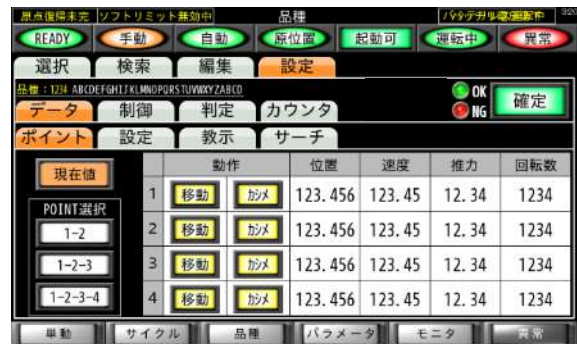 原点復帰未完 ソフトリミット無効中 品種 320
READY 手動 自動 原位置 起動可 運転中 異常
選択 検索 編集 設定
品種:1234 ABCDEFGHIJKLMNOPQRSTUVWXYZABCD OK
NG
確定
データ 制御 判定 カウンタ
ポイント 設定 教示 サーチ
現在値 動作 位置 速度 推力 回転数
POINT選択
1 移動 カシメ 123.456 123.45 12.34 1234
1-2
2 移動 カシメ 123.456 123.45 12.34 1234
1-2-3
3 移動 カシメ 123.456 123.45 12.34 1234
1-2-3-4
4 移動 カシメ 123.456 123.45 12.34 1234
単動 サイクル 品種 パラメータ モニタ 異常